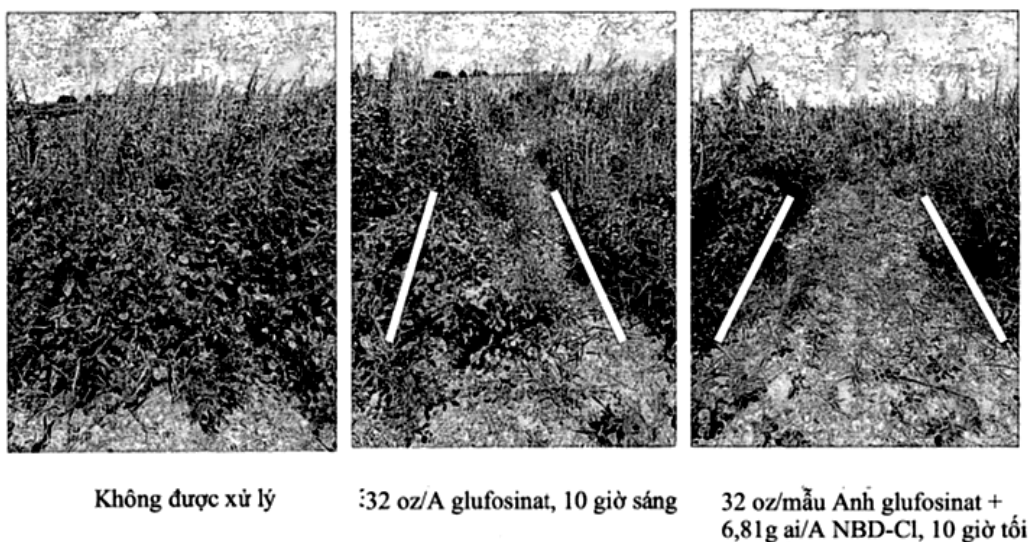 Không được xử lý
32 oz/A glufosinat, 10 giờ sáng
32 oz/mẫu Anh glufosinat +
6,81g ai/A NBD-Cl, 10 giờ tối